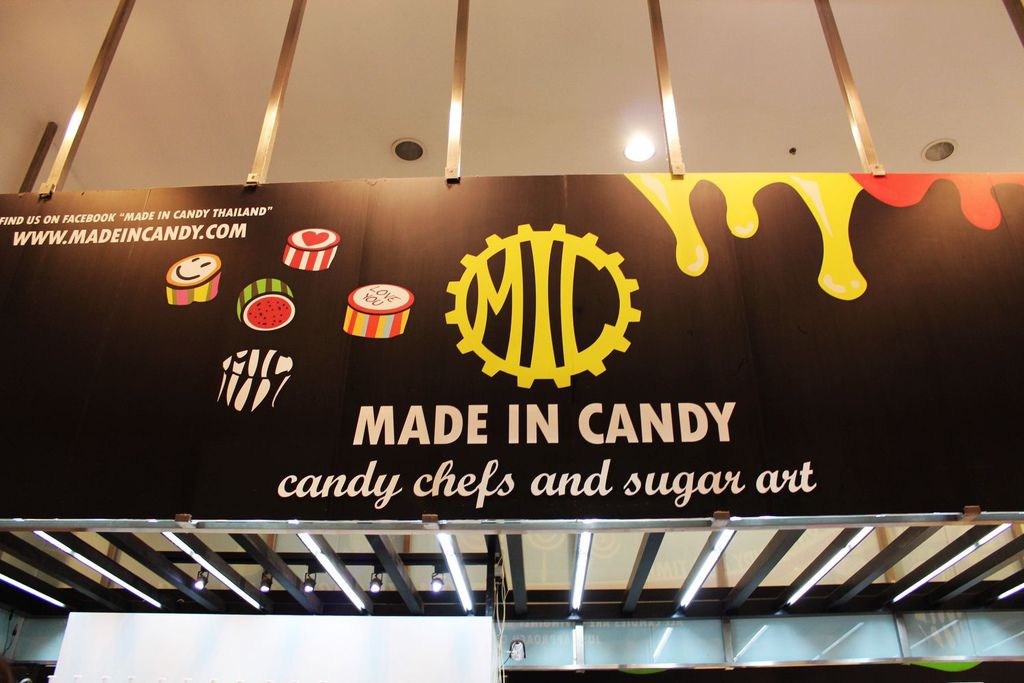 FIND US ON FACEBOOK "MADE IN CANDY THAILAND"
WWW.MADEINCANDY.COM
LOVE
YOU
MIC
MIC
MADE IN CANDY
candy chefs and sugar art